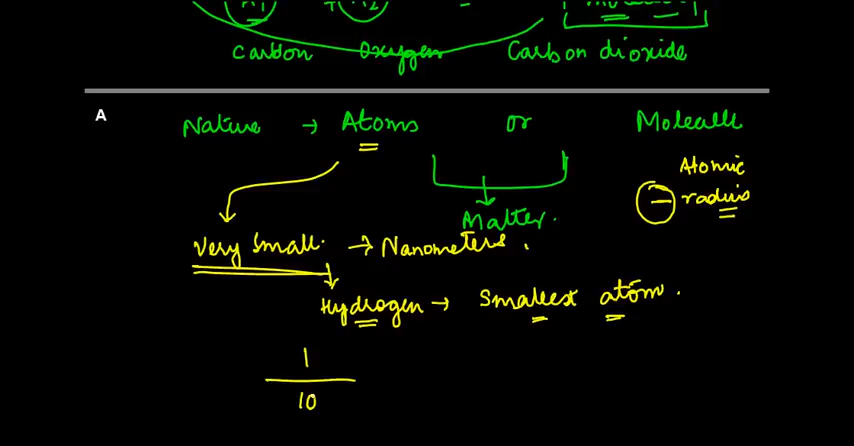 carbon Oxygen Carbon dioxide
A
Nature → Atoms or Molecule
Atomic
radius
Matter.
Very Small. → Nanometers.
Hydrogen → Smallest atom.
1
10